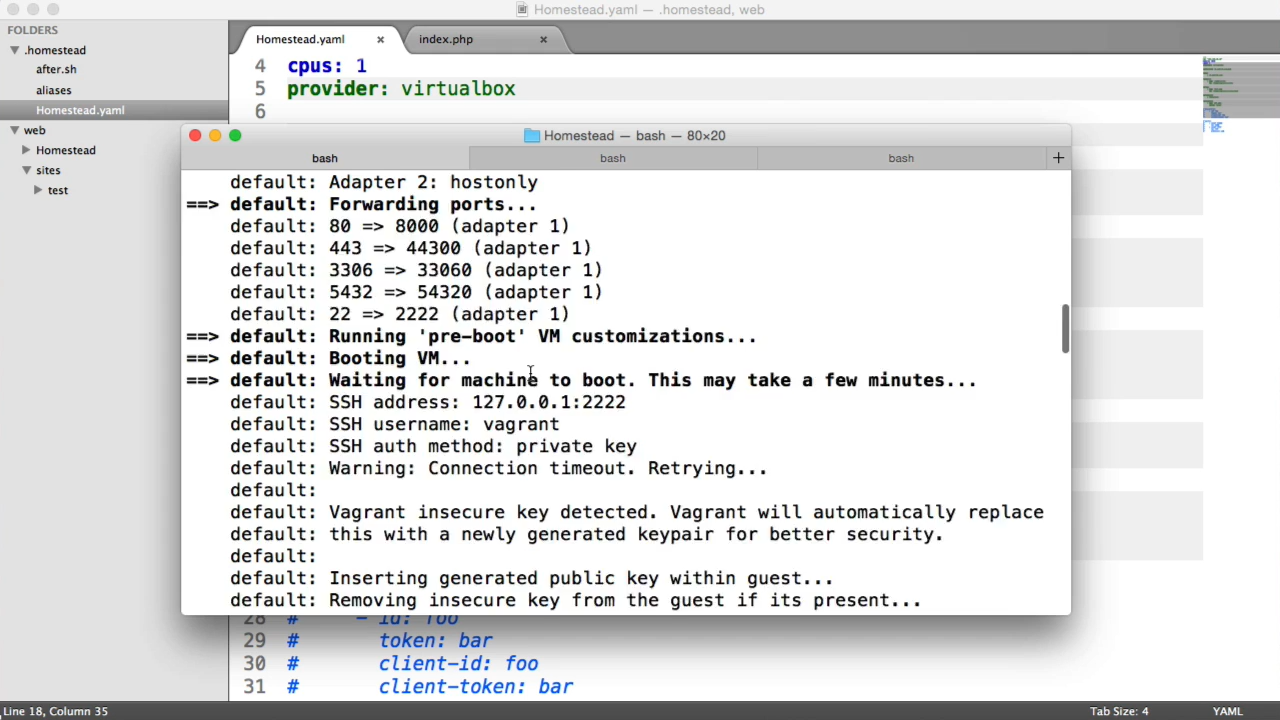 Homestead.yaml — .homestead, web
FOLDERS
.homestead
after.sh
aliases
Homestead.yaml
web
Homestead
sites
test
Homestead.yaml ×
index.php ×
4 cpus: 1
5 provider: virtualbox
6
Homestead — bash — 80×20
bash
bash
bash
+
default: Adapter 2: hostonly
==> default: Forwarding ports...
default: 80 => 8000 (adapter 1)
default: 443 => 44300 (adapter 1)
default: 3306 => 33060 (adapter 1)
default: 5432 => 54320 (adapter 1)
default: 22 => 2222 (adapter 1)
==> default: Running 'pre-boot' VM customizations...
==> default: Booting VM...
==> default: Waiting for machine to boot. This may take a few minutes...
default: SSH address: 127.0.0.1:2222
default: SSH username: vagrant
default: SSH auth method: private key
default: Warning: Connection timeout. Retrying...
default:
default: Vagrant insecure key detected. Vagrant will automatically replace
default: this with a newly generated keypair for better security.
default:
default: Inserting generated public key within guest...
default: Removing insecure key from the guest if its present...
28 # - id: foo
29 # token: bar
30 # client-id: foo
31 # client-token: bar
Line 18, Column 35
Tab Size: 4
YAML